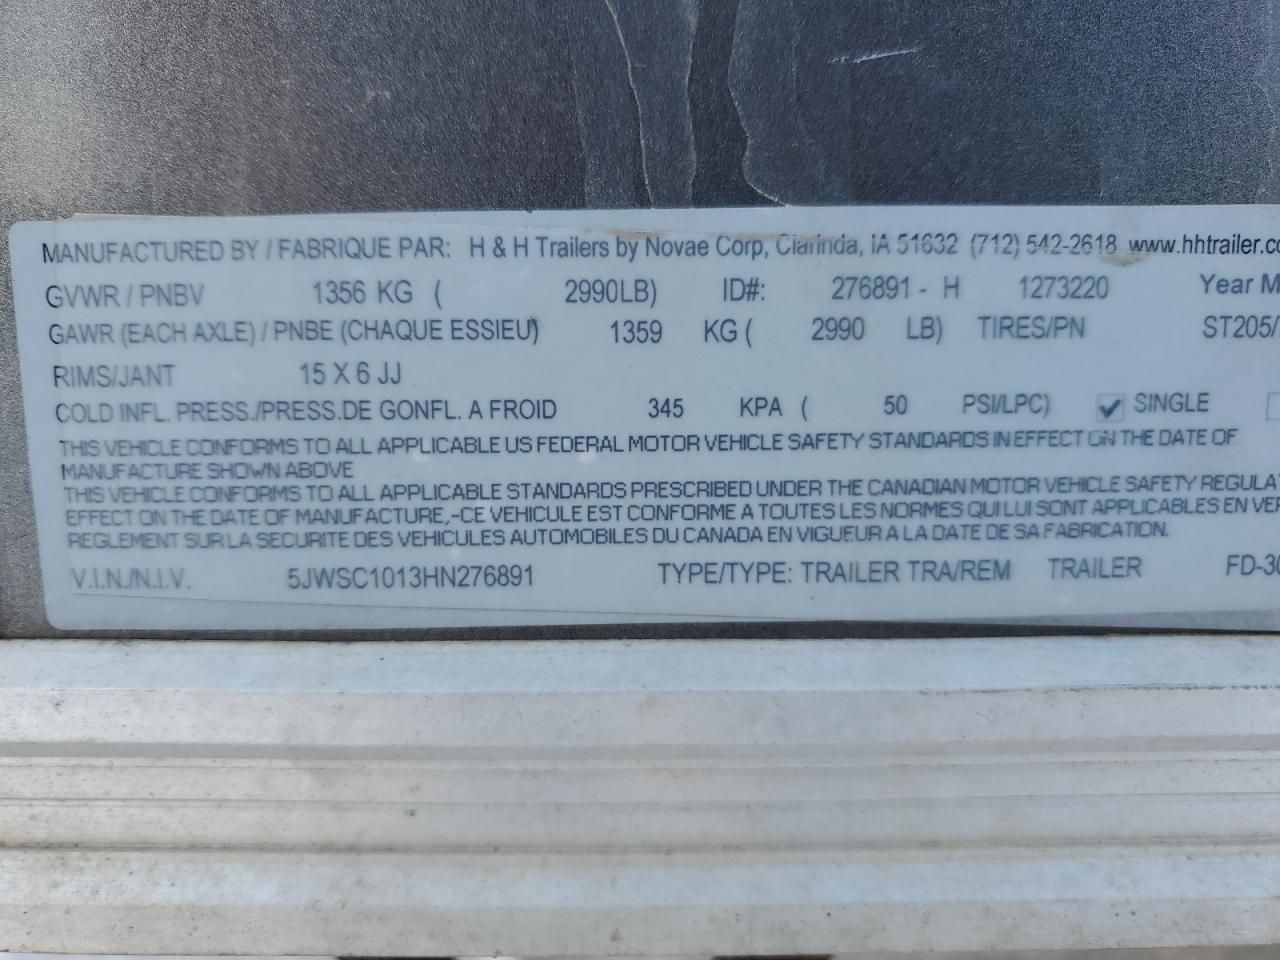 MANUFACTURED BY / FABRIQUE PAR: H & H Trailers by Novae Corp, Clarinda, IA 51632 (712) 542-2618 www.hhtrailer.co
GVWR / PNBV 1356 KG ( 2990LB) ID#: 276891 - H 1273220 Year M
GAWR (EACH AXLE) / PNBE (CHAQUE ESSIEU) 1359 KG ( 2990 LB) TIRES/PN ST205/
RIMS/JANT 15 X 6 JJ
COLD INFL. PRESS./PRESS.DE GONFL. A FROID 345 KPA ( 50 PSI/LPC) SINGLE
THIS VEHICLE CONFORMS TO ALL APPLICABLE US FEDERAL MOTOR VEHICLE SAFETY STANDARDS IN EFFECT ON THE DATE OF
MANUFACTURE SHOWN ABOVE
THIS VEHICLE CONFORMS TO ALL APPLICABLE STANDARDS PRESCRIBED UNDER THE CANADIAN MOTOR VEHICLE SAFETY REGULAT
EFFECT ON THE DATE OF MANUFACTURE,-CE VEHICULE EST CONFORME A TOUTES LES NORMES QUI LUI SONT APPLICABLES EN VER
REGLEMENT SUR LA SECURITE DES VEHICULES AUTOMOBILES DU CANADA EN VIGUEUR A LA DATE DE SA FABRICATION.
V.I.N./N.I.V. 5JWSC1013HN276891 TYPE/TYPE: TRAILER TRA/REM TRAILER FD-30